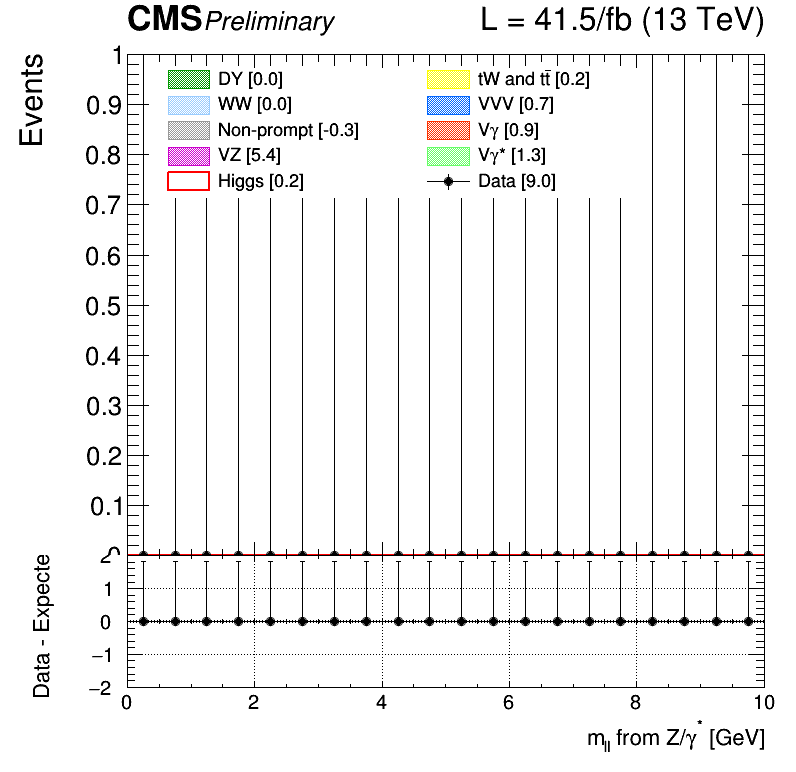 CMS Preliminary L = 41.5/fb (13 TeV)
Events
DY [0.0] tW and tt̄ [0.2]
WW [0.0] VVV [0.7]
Non-prompt [-0.3] Vγ [0.9]
VZ [5.4] Vγ* [1.3]
Higgs [0.2] Data [9.0]
1
0.9
0.8
0.7
0.6
0.5
0.4
0.3
0.2
0.1
Data - Expecte
1
0
−1
−2
0 2 4 6 8 10
m_ll from Z/γ* [GeV]